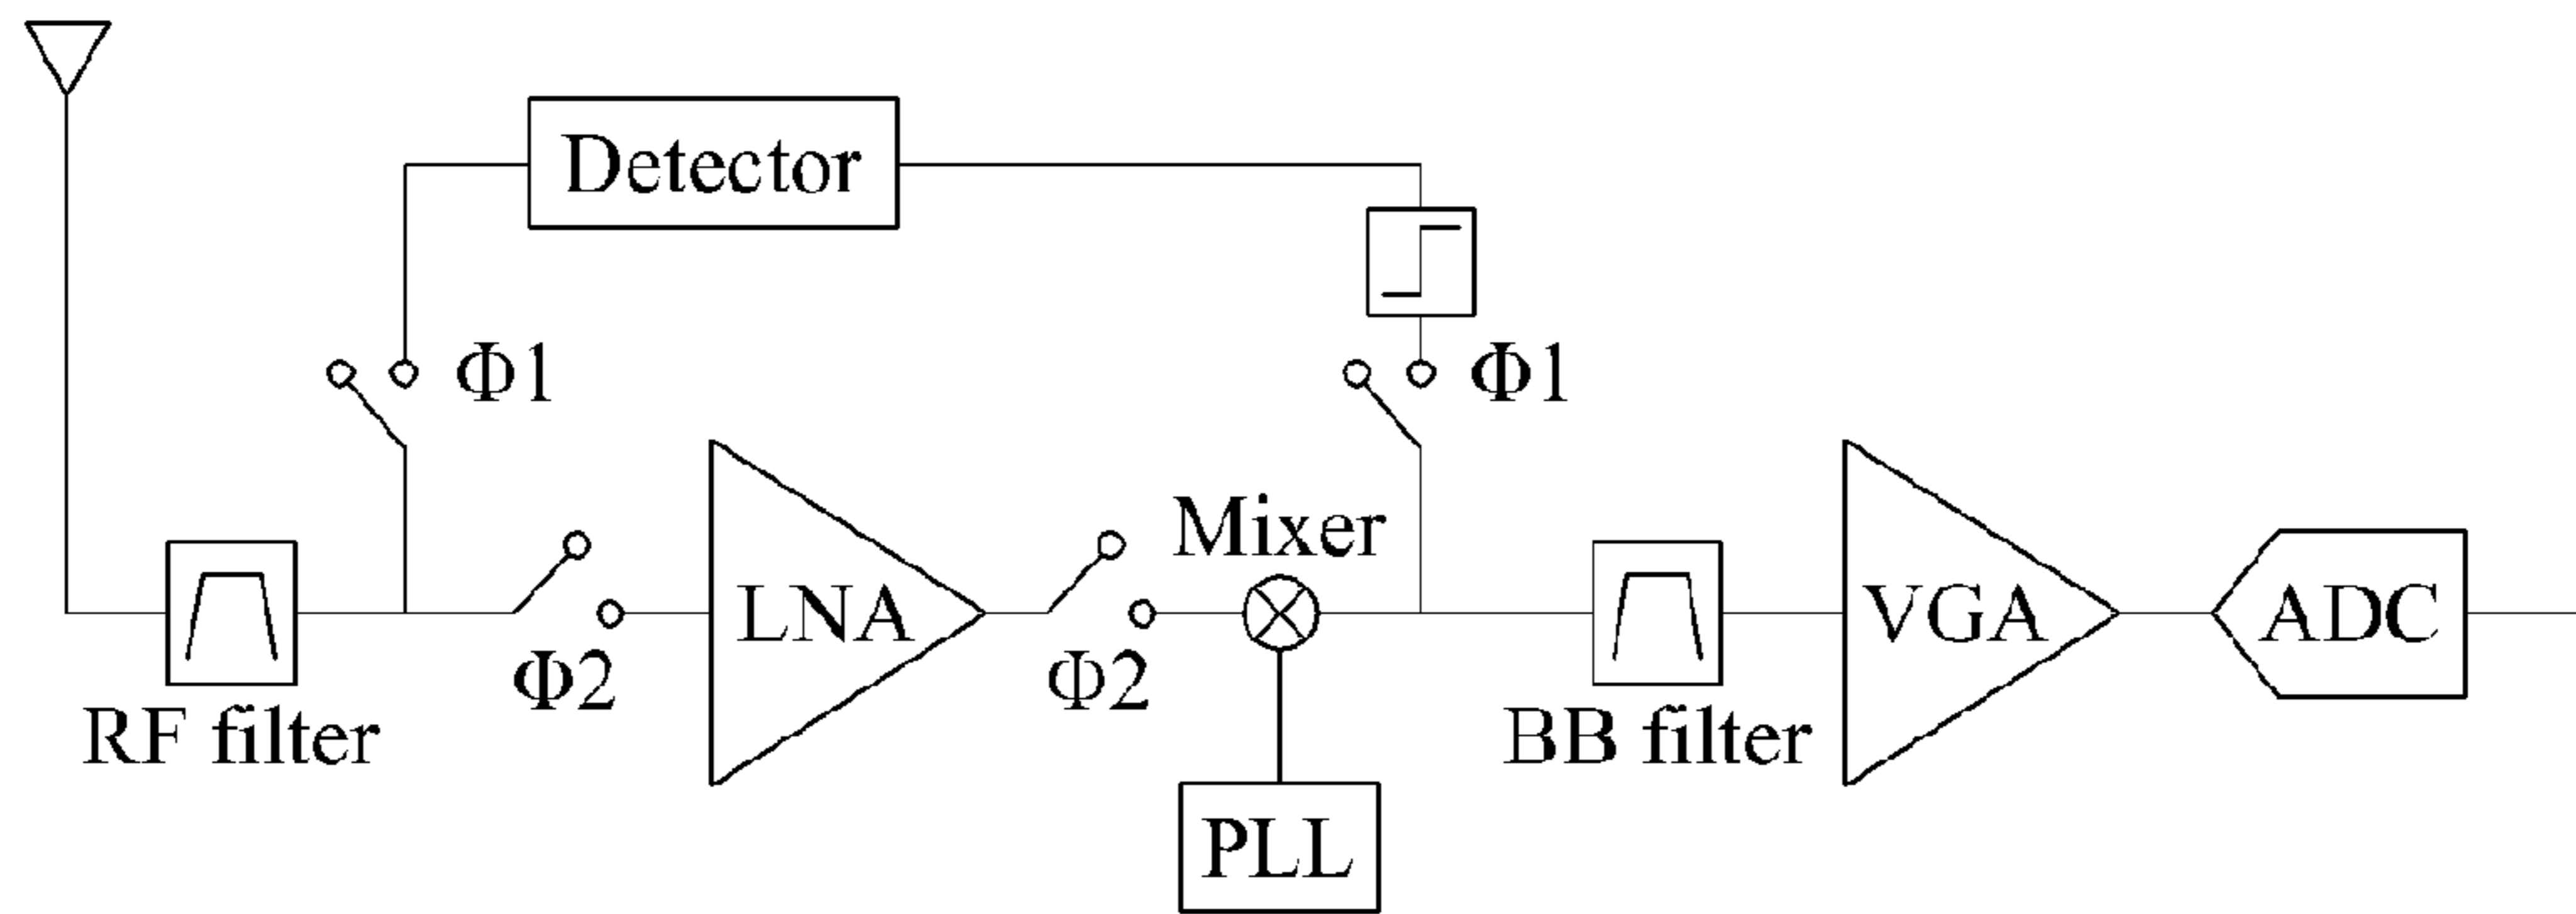 Detector
Φ1
Φ1
Mixer
LNA
VGA
ADC
Φ2
Φ2
RF filter
BB filter
PLL